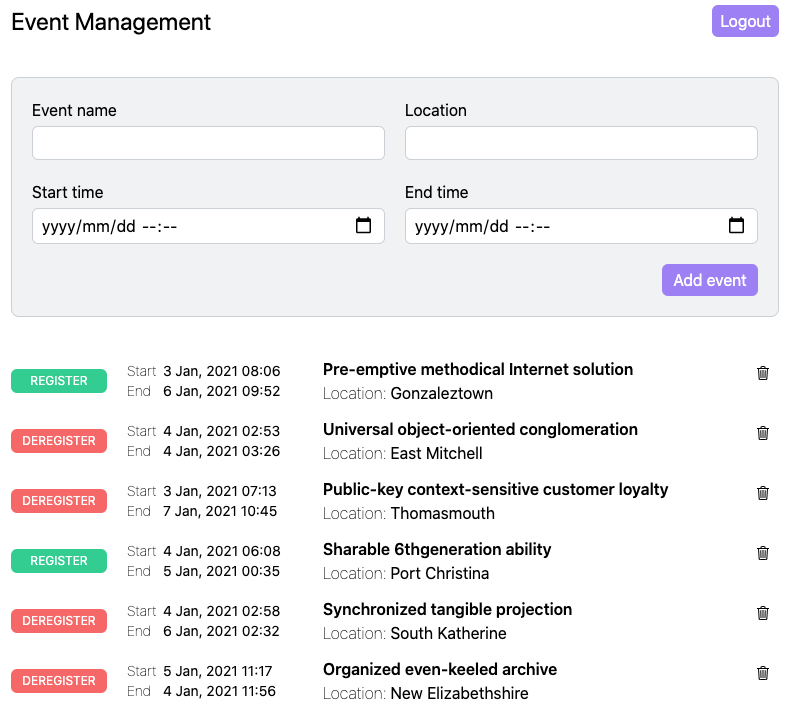 Event Management
Logout
Event name
Location
Start time
End time
yyyy/mm/dd --:--
yyyy/mm/dd --:--
Add event
REGISTER
Start 3 Jan, 2021 08:06
End 6 Jan, 2021 09:52
Pre-emptive methodical Internet solution
Location: Gonzaleztown
DEREGISTER
Start 4 Jan, 2021 02:53
End 4 Jan, 2021 03:26
Universal object-oriented conglomeration
Location: East Mitchell
DEREGISTER
Start 3 Jan, 2021 07:13
End 7 Jan, 2021 10:45
Public-key context-sensitive customer loyalty
Location: Thomasmouth
REGISTER
Start 4 Jan, 2021 06:08
End 5 Jan, 2021 00:35
Sharable 6thgeneration ability
Location: Port Christina
DEREGISTER
Start 4 Jan, 2021 02:58
End 6 Jan, 2021 02:32
Synchronized tangible projection
Location: South Katherine
DEREGISTER
Start 5 Jan, 2021 11:17
End 4 Jan, 2021 11:56
Organized even-keeled archive
Location: New Elizabethshire